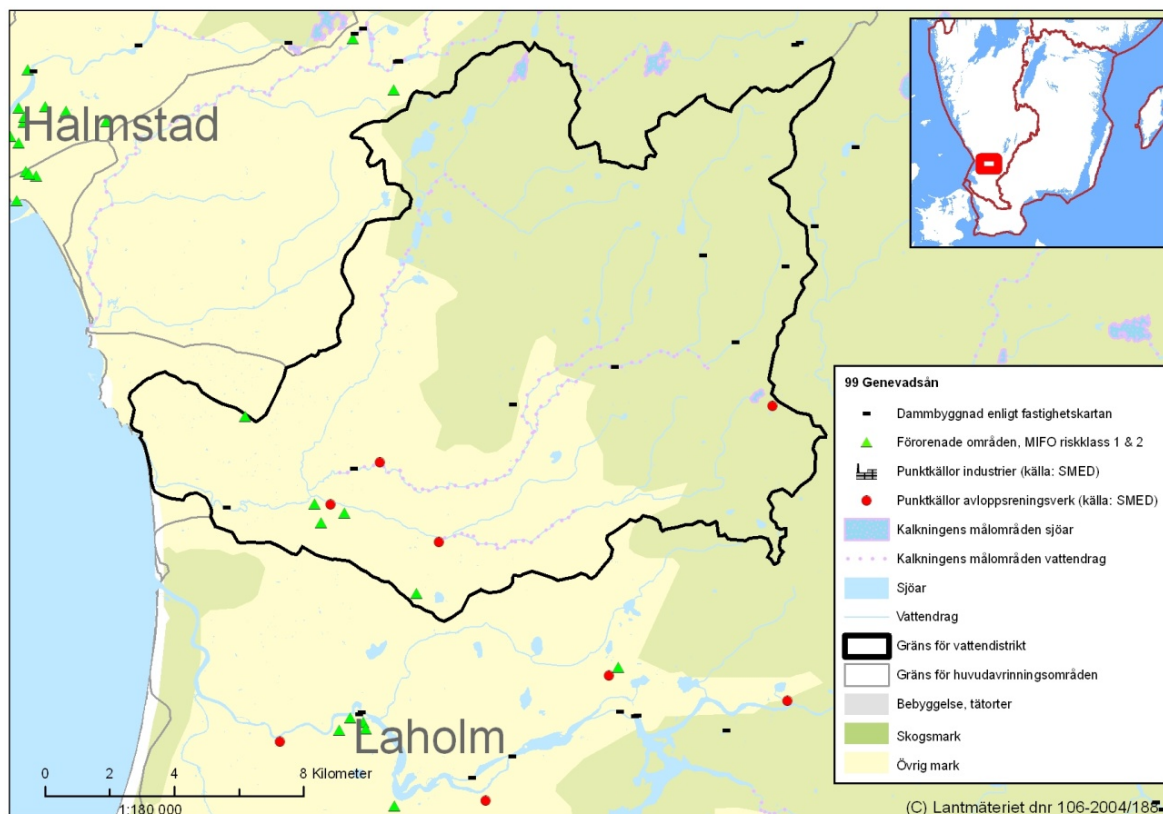 Halmstad
99 Genevadsån
Dammbyggnad enligt fastighetskartan
Förorenade områden, MIFO riskklass 1 & 2
Punktkällor industrier (källa: SMED)
Punktkällor avloppsreningsverk (källa: SMED)
Kalkningens målområden sjöar
Kalkningens målområden vattendrag
Sjöar
Vattendrag
Gräns för vattendistrikt
Gräns för huvudavrinningsområden
Bebyggelse, tätorter
Skogsmark
Övrig mark
Laholm
0 2 4 8 Kilometer
1:180 000
(C) Lantmäteriet dnr 106-2004/188